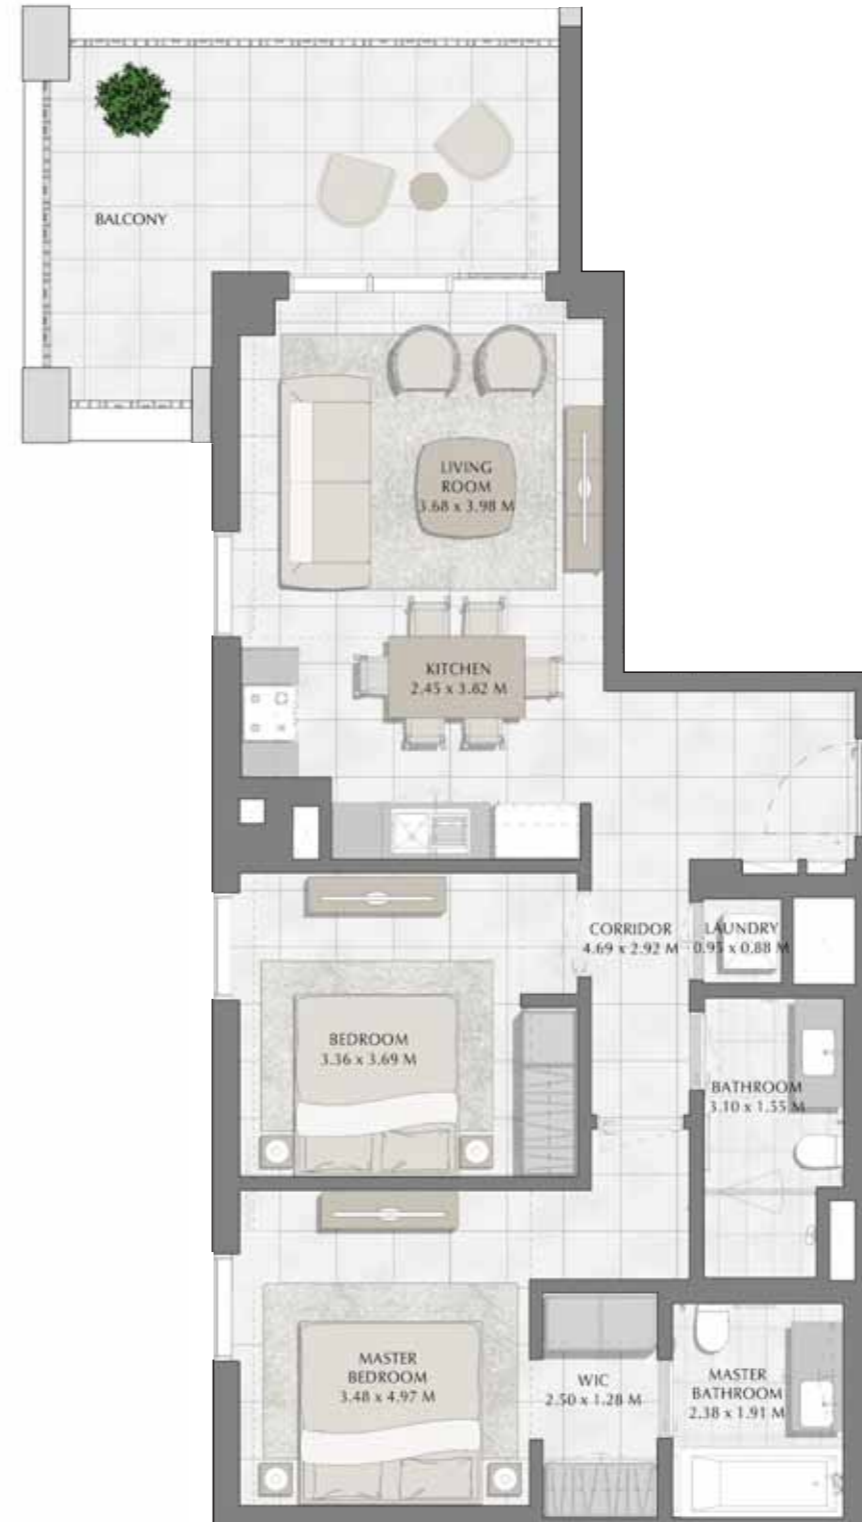 BALCONY
LIVING
ROOM
3.68 x 3.98 M
KITCHEN
2.45 x 3.82 M
CORRIDOR
4.69 x 2.92 M
LAUNDRY
0.95 x 0.88 M
BEDROOM
3.36 x 3.69 M
BATHROOM
3.10 x 1.55 M
MASTER
BEDROOM
3.48 x 4.97 M
WIC
2.50 x 1.28 M
MASTER
BATHROOM
2.38 x 1.91 M